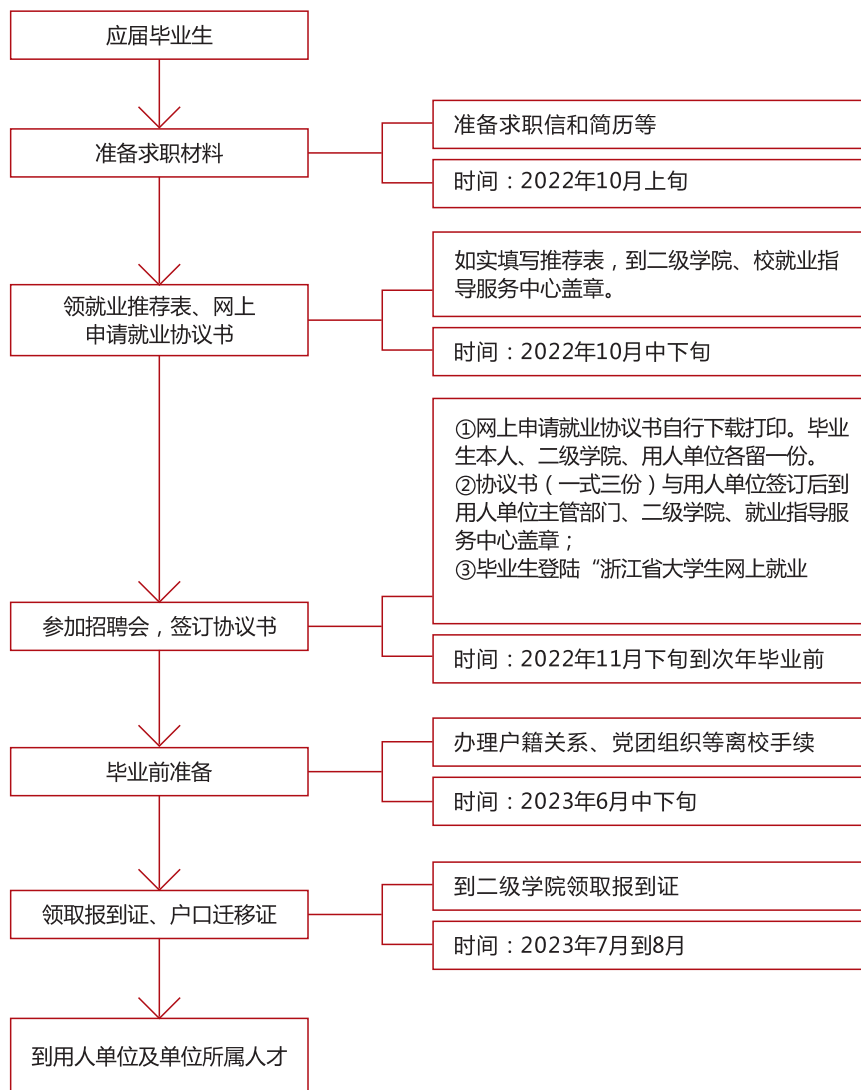 应届毕业生
准备求职材料
准备求职信和简历等
时间：2022年10月上旬
领就业推荐表、网上
申请就业协议书
如实填写推荐表，到二级学院、校就业指
导服务中心盖章。
时间：2022年10月中下旬
参加招聘会，签订协议书
①网上申请就业协议书自行下载打印。毕业
生本人、二级学院、用人单位各留一份。
②协议书（一式三份）与用人单位签订后到
用人单位主管部门、二级学院、就业指导服
务中心盖章；
③毕业生登陆“浙江省大学生网上就业
时间：2022年11月下旬到次年毕业前
毕业前准备
办理户籍关系、党团组织等离校手续
时间：2023年6月中下旬
领取报到证、户口迁移证
到二级学院领取报到证
时间：2023年7月到8月
到用人单位及单位所属人才